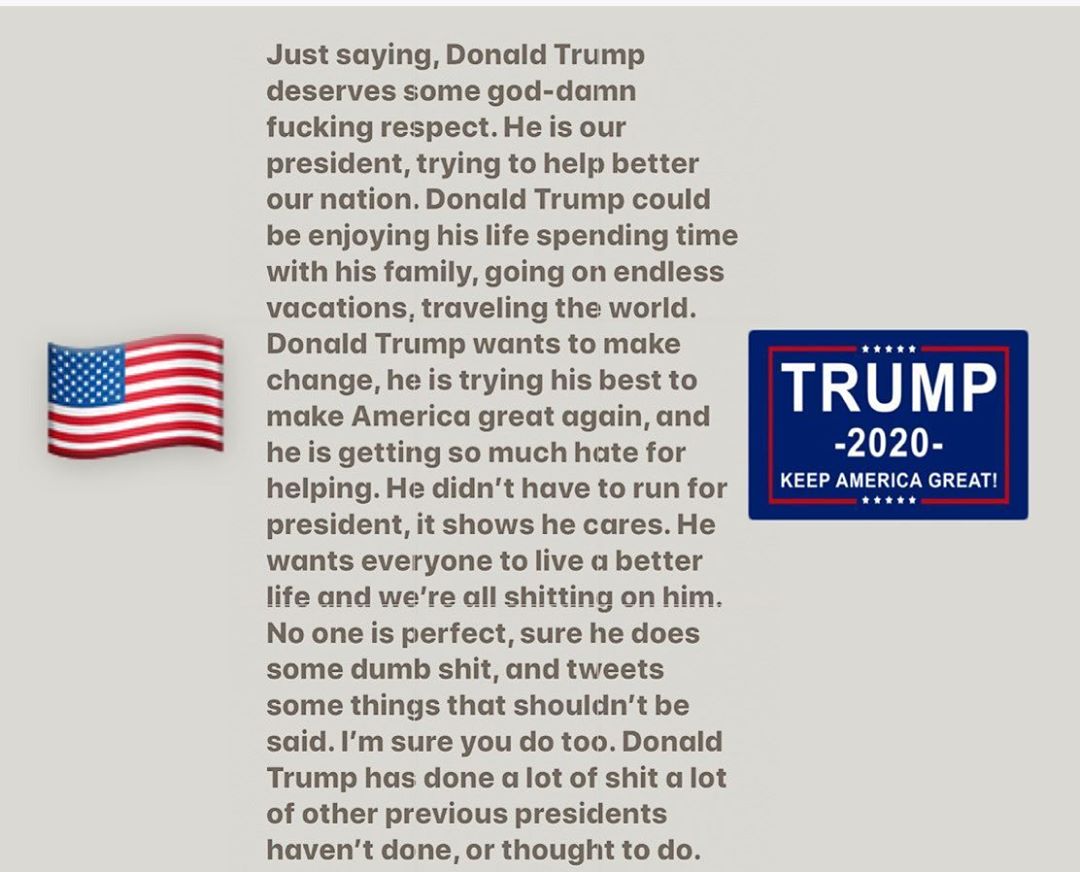 Just saying, Donald Trump
deserves some god-damn
fucking respect. He is our
president, trying to help better
our nation. Donald Trump could
be enjoying his life spending time
with his family, going on endless
vacations, traveling the world.
Donald Trump wants to make
change, he is trying his best to
make America great again, and
he is getting so much hate for
helping. He didn't have to run for
president, it shows he cares. He
wants everyone to live a better
life and we're all shitting on him.
No one is perfect, sure he does
some dumb shit, and tweets
some things that shouldn't be
said. I'm sure you do too. Donald
Trump has done a lot of shit a lot
of other previous presidents
haven't done, or thought to do.
TRUMP
-2020-
KEEP AMERICA GREAT!